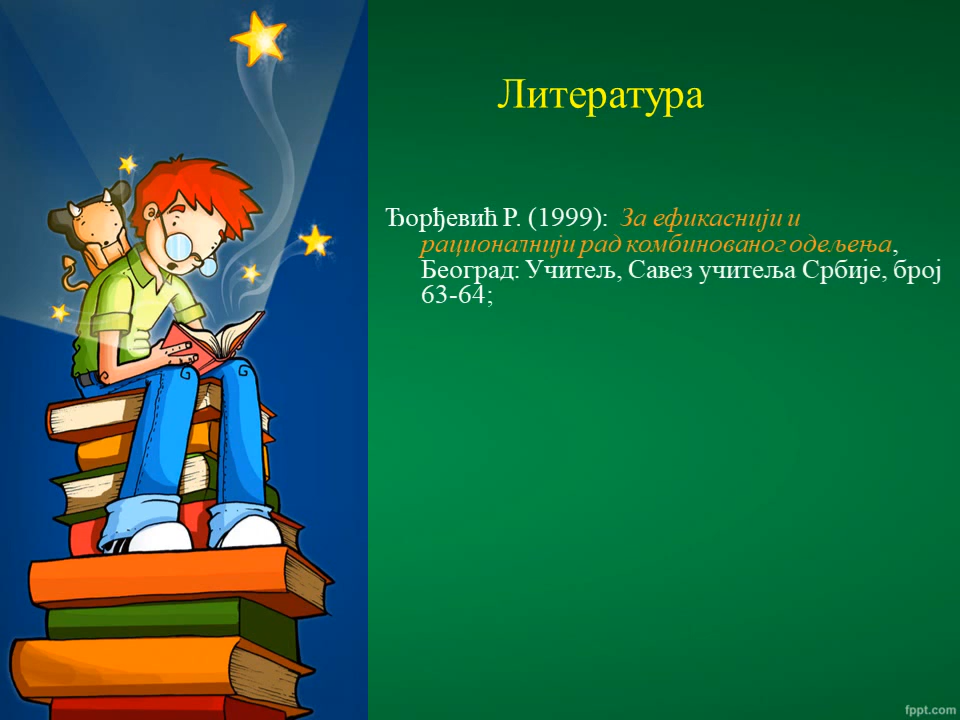 Литература
Ђорђевић Р. (1999): За ефикаснији и
рационалнији рад комбинованог одељења,
Београд: Учитељ, Савез учитеља Србије, број
63-64;
fppt.com